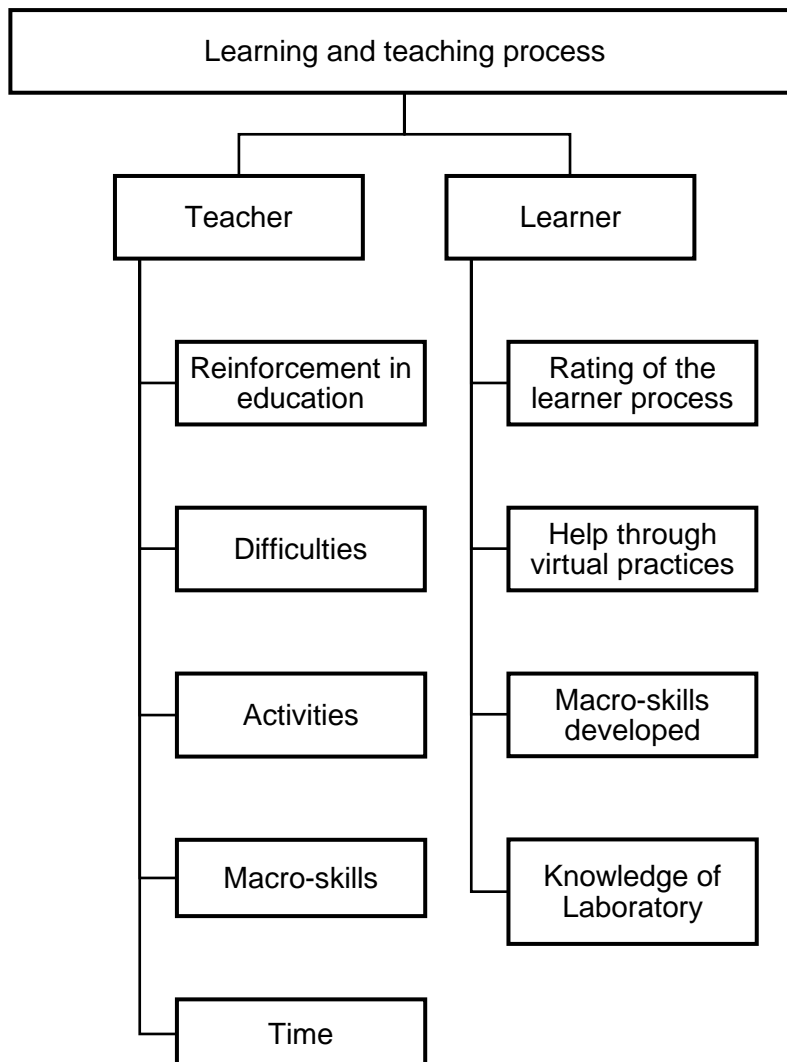 Learning and teaching process
Teacher
Learner
Reinforcement in
education
Rating of the
learner process
Difficulties
Help through
virtual practices
Activities
Macro-skills
developed
Macro-skills
Knowledge of
Laboratory
Time